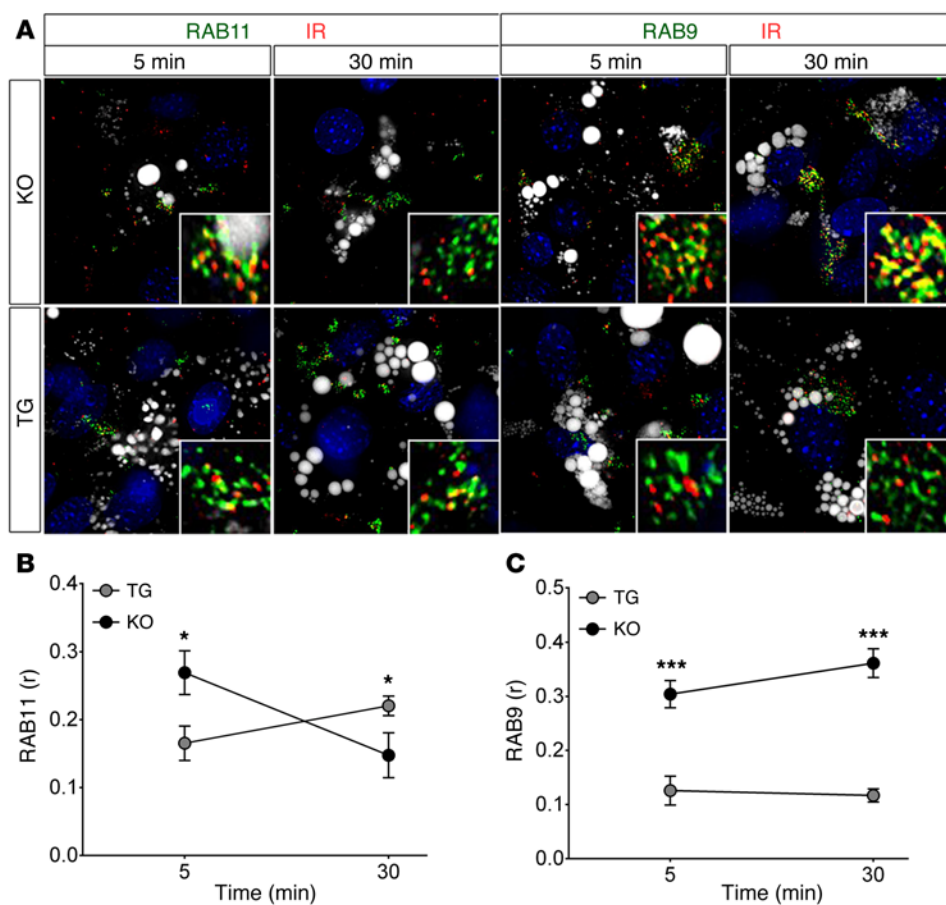 A
RAB11 IR
RAB9 IR
5 min
30 min
5 min
30 min
KO
TG
B
0.4
0.3
0.2
0.1
0.0
RAB11 (r)
TG
KO
*
*
5
30
Time (min)
C
0.5
0.4
0.3
0.2
0.1
0.0
RAB9 (r)
TG
KO
***
***
5
30
Time (min)